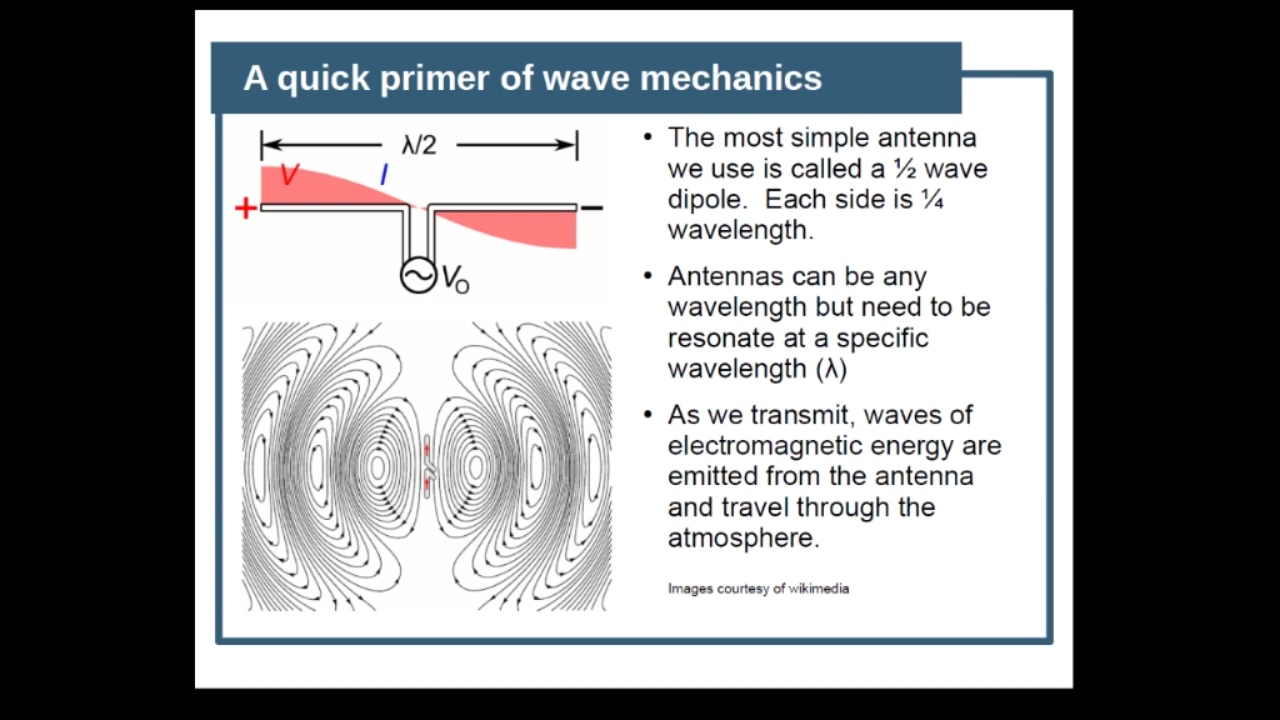 A quick primer of wave mechanics
λ/2
V
I
+
−
V₀
• The most simple antenna
we use is called a ½ wave
dipole. Each side is ¼
wavelength.
• Antennas can be any
wavelength but need to be
resonate at a specific
wavelength (λ)
• As we transmit, waves of
electromagnetic energy are
emitted from the antenna
and travel through the
atmosphere.
Images courtesy of wikimedia